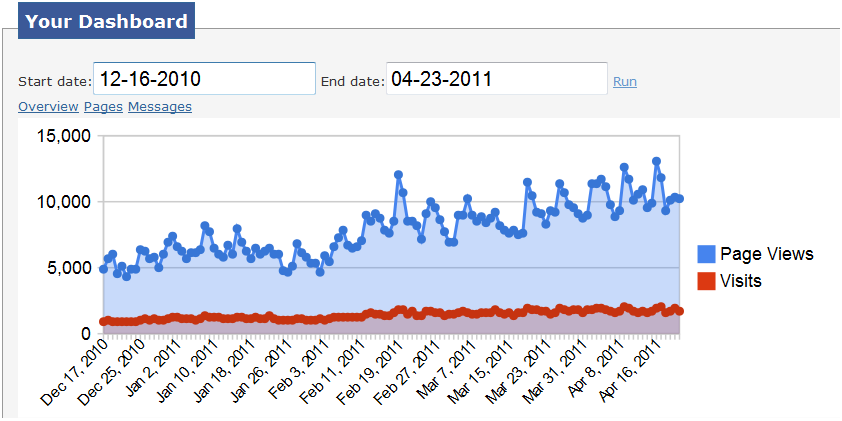 Your Dashboard
Start date: 12-16-2010 End date: 04-23-2011 Run
Overview Pages Messages
15,000
10,000
5,000
0
Page Views
Visits
Dec 17, 2010
Dec 25, 2010
Jan 2, 2011
Jan 10, 2011
Jan 18, 2011
Jan 26, 2011
Feb 3, 2011
Feb 11, 2011
Feb 19, 2011
Feb 27, 2011
Mar 7, 2011
Mar 15, 2011
Mar 23, 2011
Mar 31, 2011
Apr 8, 2011
Apr 16, 2011